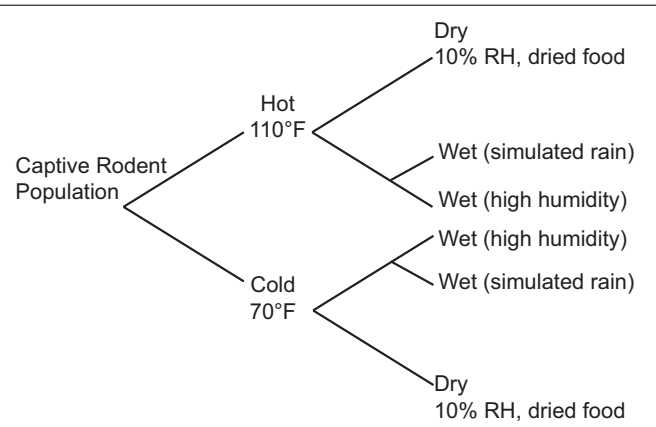 Dry
10% RH, dried food
Hot
110°F
Wet (simulated rain)
Captive Rodent
Population
Wet (high humidity)
Wet (high humidity)
Cold
70°F
Wet (simulated rain)
Dry
10% RH, dried food